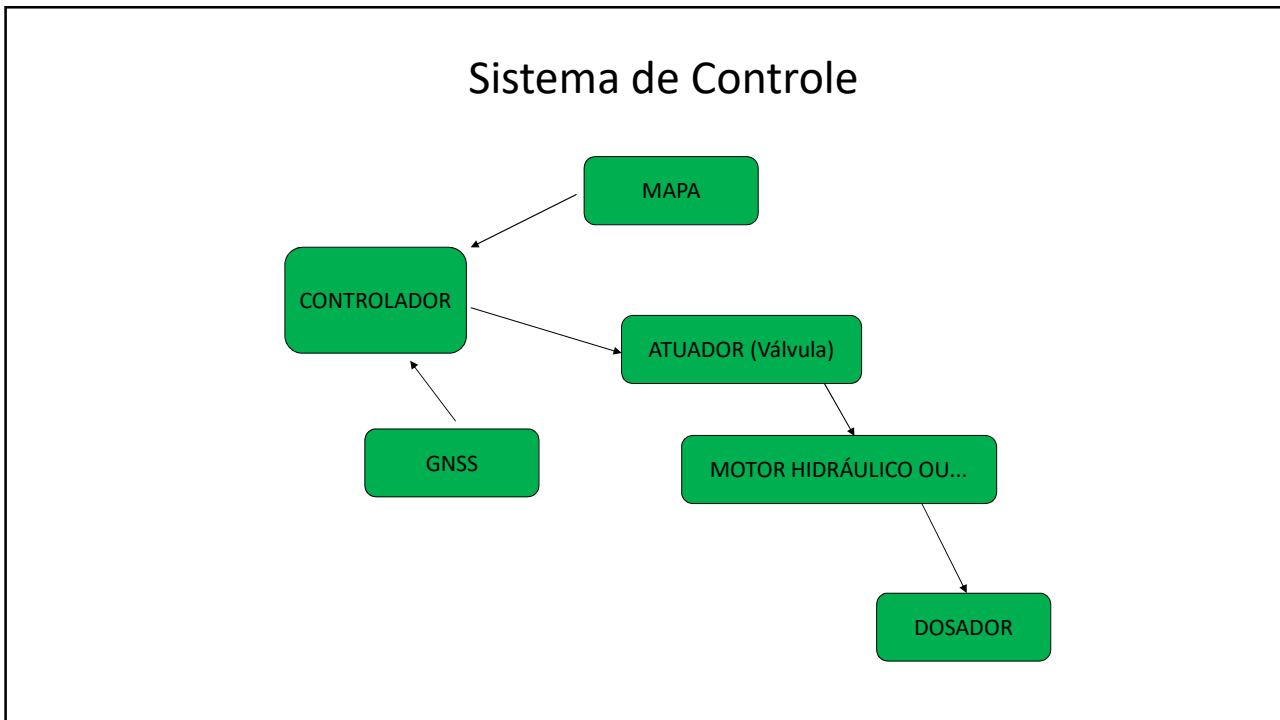 Sistema de Controle
MAPA
CONTROLADOR
ATUADOR (Válvula)
GNSS
MOTOR HIDRÁULICO OU...
DOSADOR